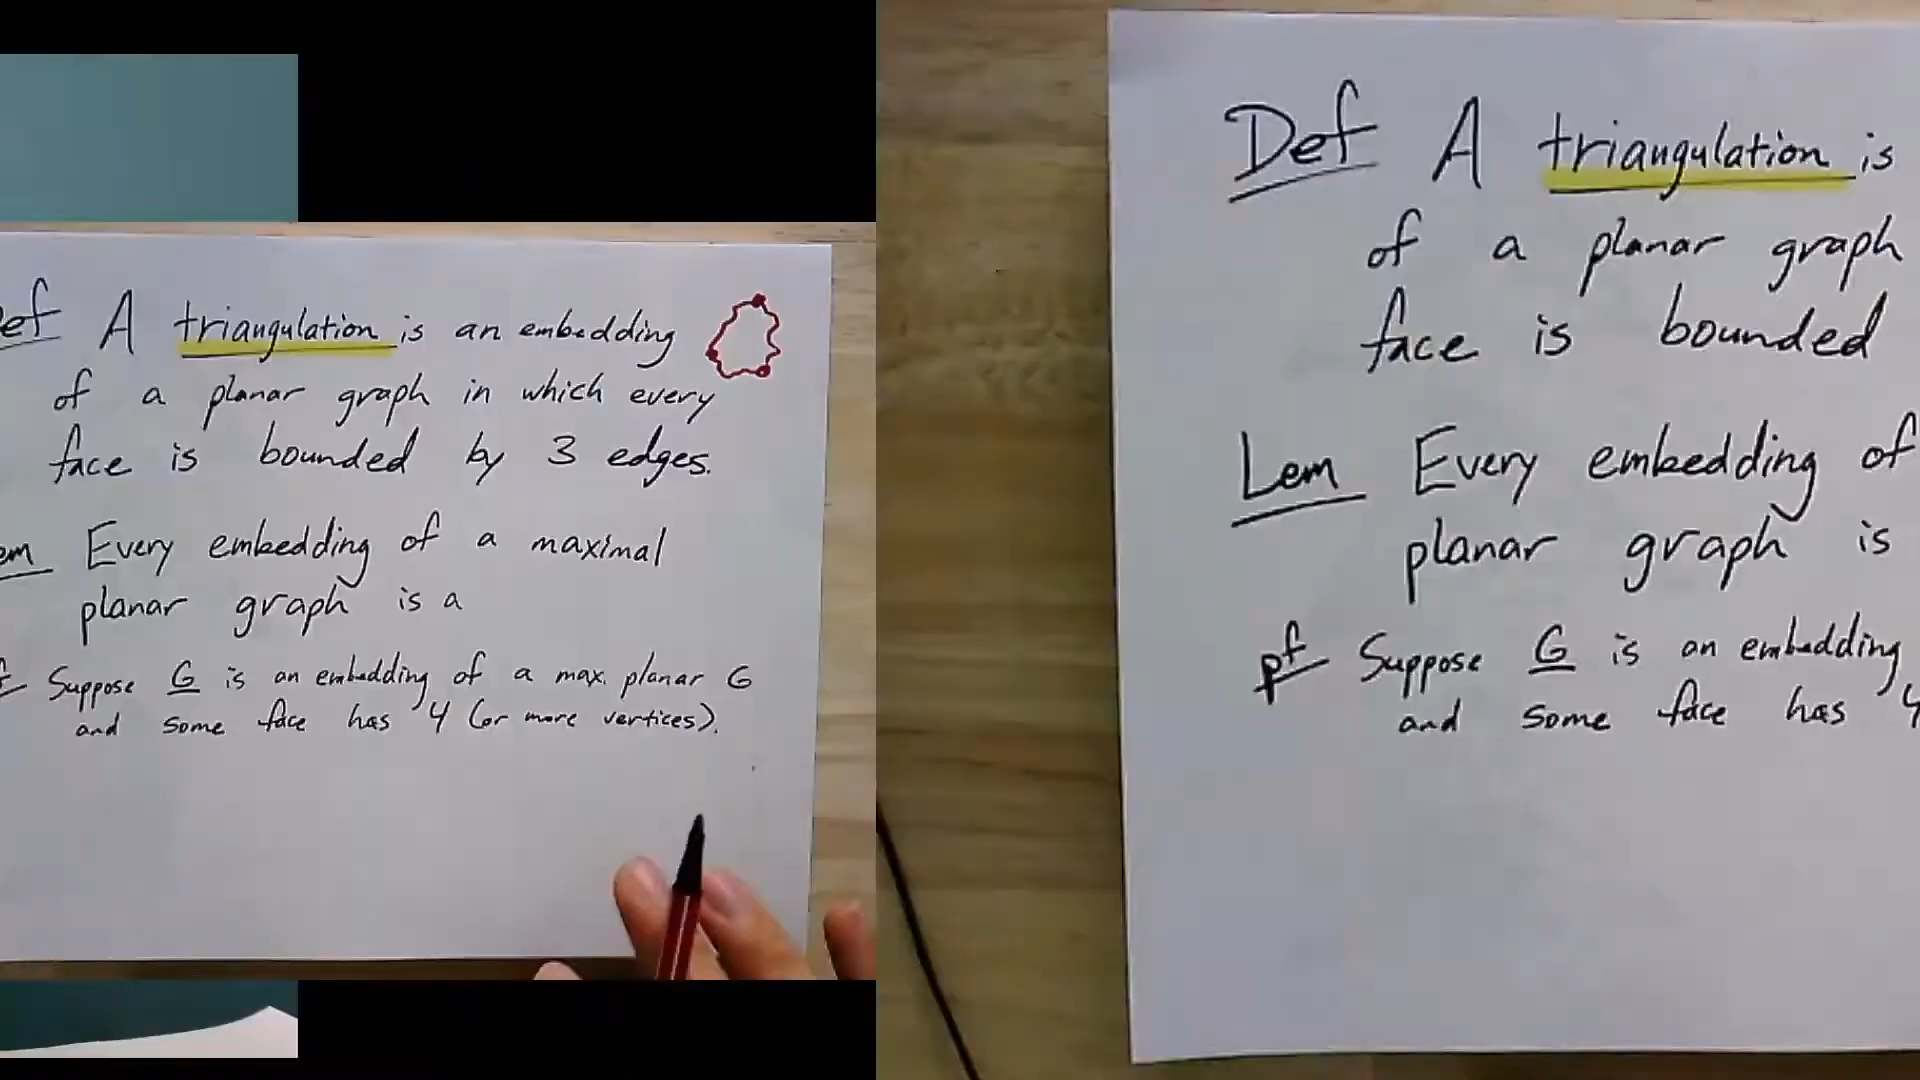 ef A triangulation is an embedding
of a planar graph in which every
face is bounded by 3 edges.
em Every embedding of a maximal
planar graph is a
f Suppose G is an embedding of a max. planar G
and some face has 4 (or more vertices).
Def A triangulation is
of a planar graph
face is bounded
Lem Every embedding of
planar graph is
pf Suppose G is an embedding
and some face has 4